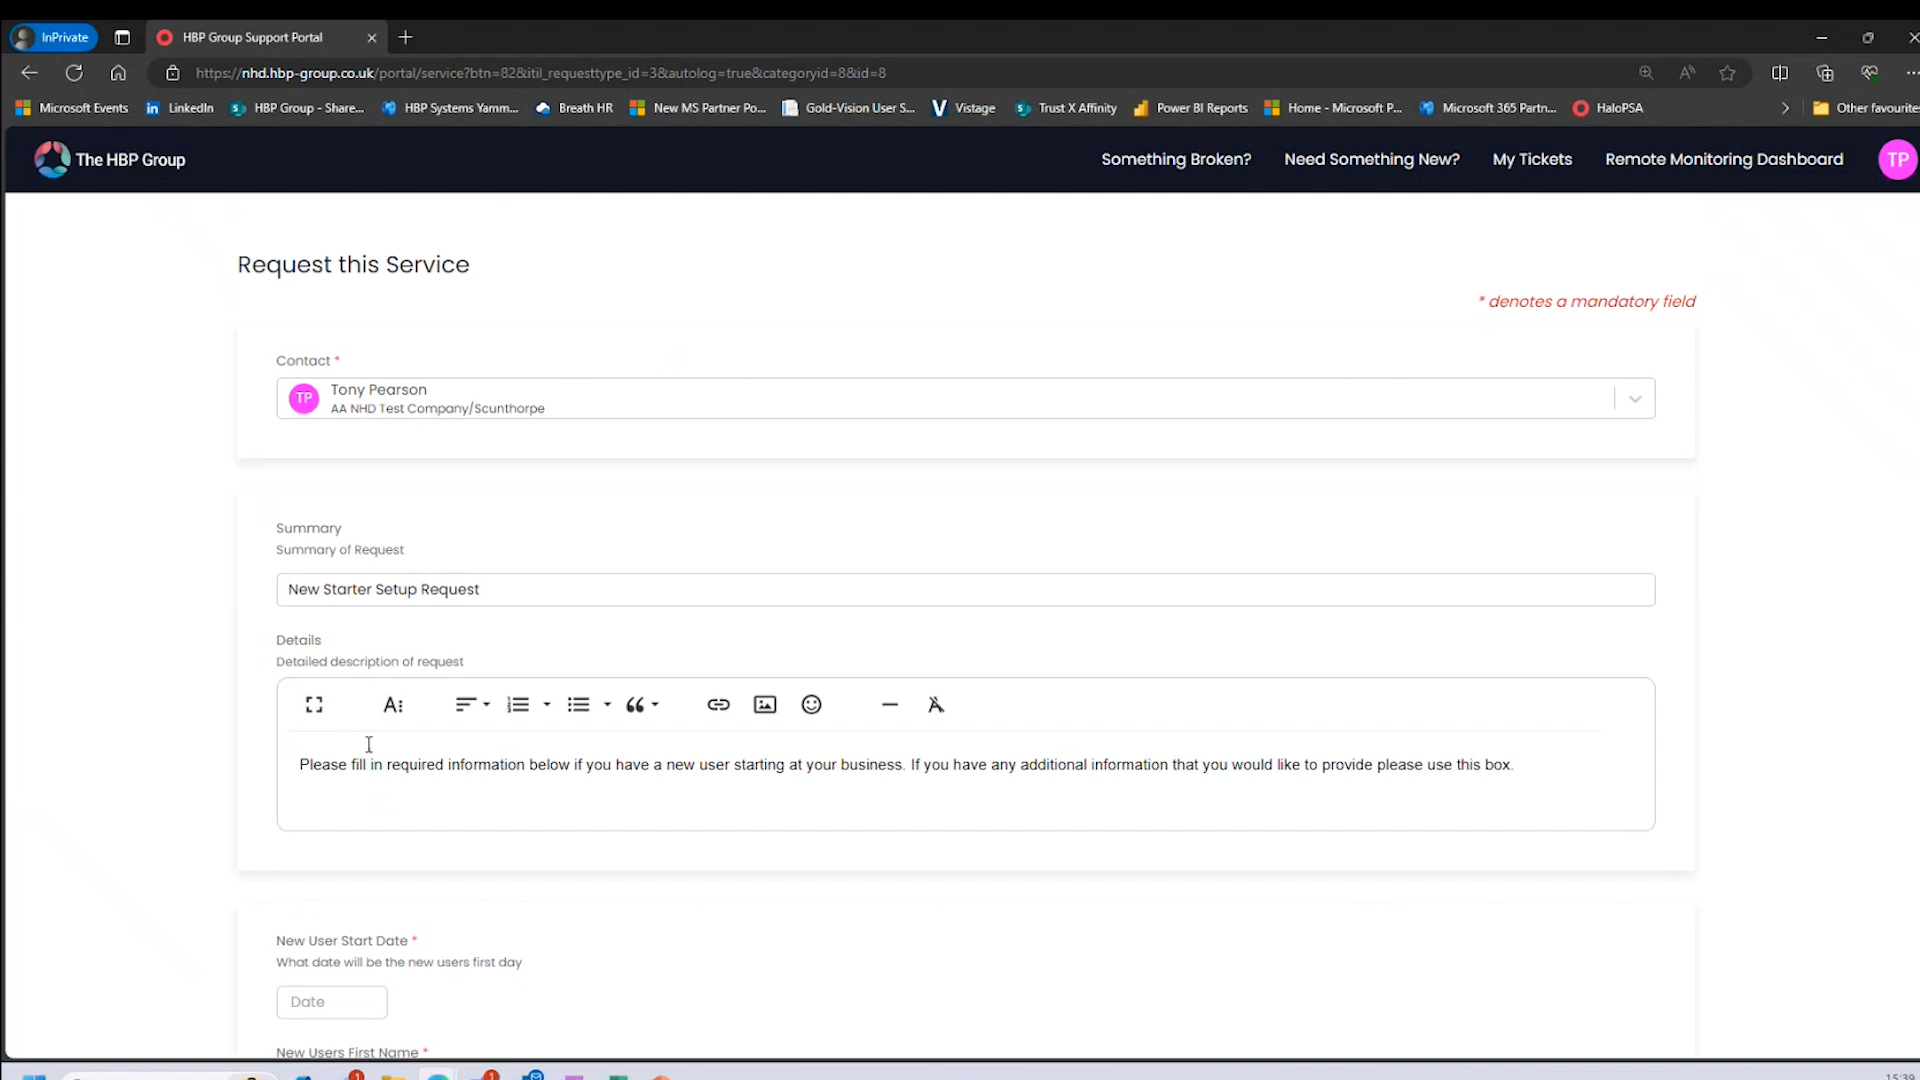 InPrivate
HBP Group Support Portal
https://nhd.hbp-group.co.uk/portal/service?btn=82&itil_requesttype_id=3&autolog=true&categoryid=8&id=8
Microsoft Events
LinkedIn
HBP Group - Share...
HBP Systems Yamm...
Breath HR
New MS Partner Po...
Gold-Vision User S...
Vistage
Trust X Affinity
Power BI Reports
Home - Microsoft P...
Microsoft 365 Partn...
HaloPSA
Other favourites
The HBP Group
Something Broken?
Need Something New?
My Tickets
Remote Monitoring Dashboard
TP
Request this Service
* denotes a mandatory field
Contact *
TP
Tony Pearson
AA NHD Test Company/Scunthorpe
Summary
Summary of Request
New Starter Setup Request
Details
Detailed description of request
Please fill in required information below if you have a new user starting at your business. If you have any additional information that you would like to provide please use this box.
New User Start Date *
What date will be the new users first day
Date
New Users First Name *
15:39